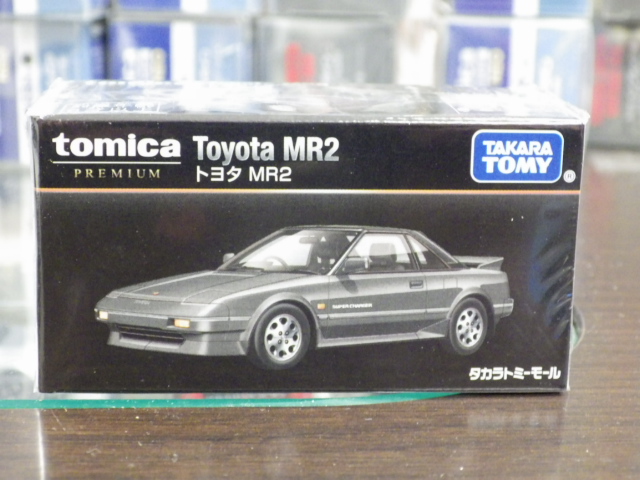 tomica
PREMIUM
Toyota MR2
トヨタ MR2
TAKARA
TOMY
SUPER CHARGER
タカラトミーモール